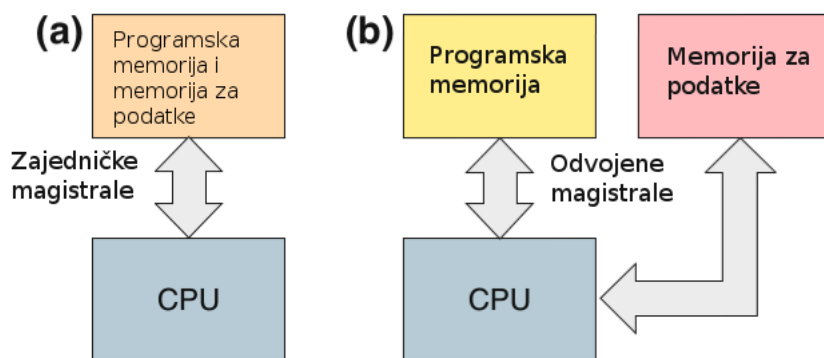 (a)
Programska
memorija i
memorija za
podatke
Zajedničke
magistrale
CPU
(b)
Programska
memorija
Memorija za
podatke
Odvojene
magistrale
CPU